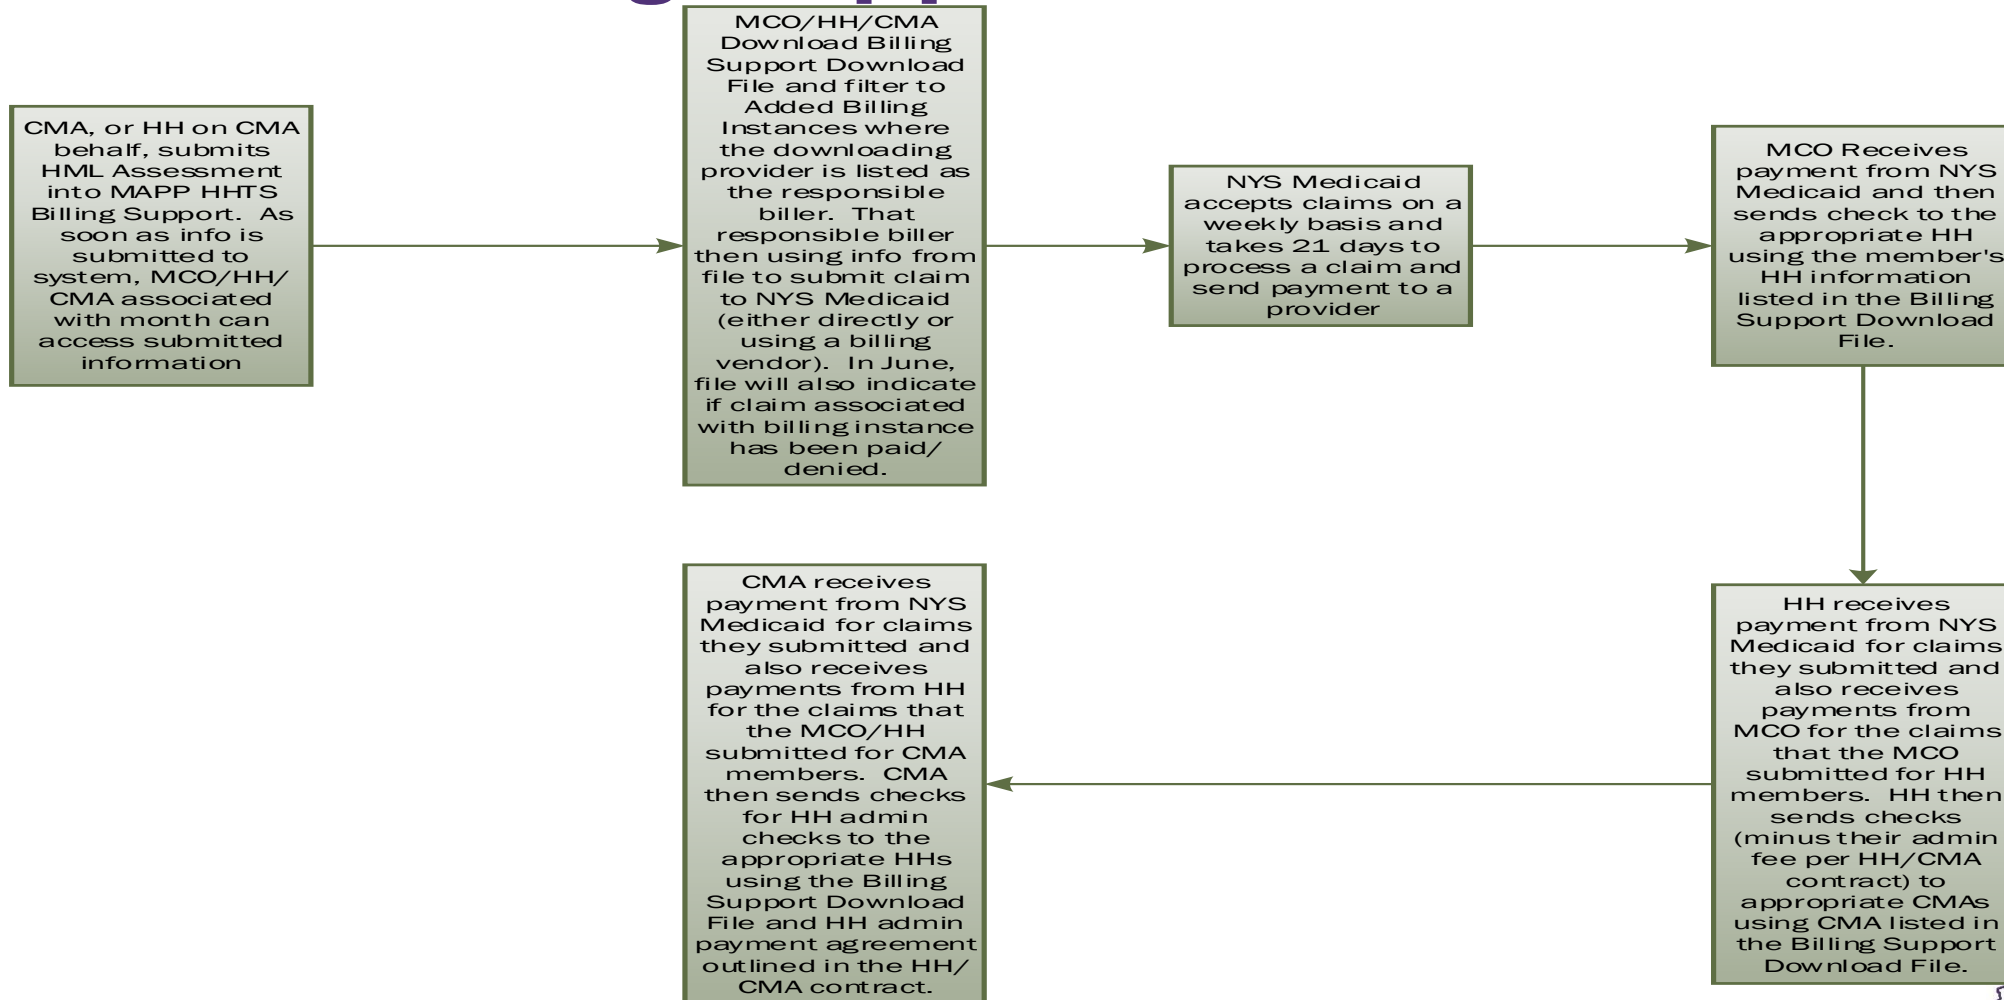 CMA, or HH on CMA
behalf, submits
HML Assessment
into MAPP HHTS
Billing Support.  As
soon as info is
submitted to
system, MCO/HH/
CMA associated
with month can
access submitted
information
MCO/HH/CMA
Download Billing
Support Download
File and filter to
Added Billing
Instances where
the downloading
provider is listed as
the responsible
biller.  That
responsible biller
then using info from
file to submit claim
to NYS Medicaid
(either directly or
using a billing
vendor).  In June,
file will also indicate
if claim associated
with billing instance
has been paid/
denied.
NYS Medicaid
accepts claims on a
weekly basis and
takes 21 days to
process a claim and
send payment to a
provider
MCO Receives
payment from NYS
Medicaid and then
sends check to the
appropriate HH
using the member's
HH information
listed in the Billing
Support Download
File.
HH receives
payment from NYS
Medicaid for claims
they submitted and
also receives
payments from
MCO for the claims
that the MCO
submitted for HH
members.  HH then
sends checks
(minus their admin
fee per HH/CMA
contract) to
appropriate CMAs
using CMA listed in
the Billing Support
Download File.
CMA receives
payment from NYS
Medicaid for claims
they submitted and
also receives
payments from HH
for the claims that
the MCO/HH
submitted for CMA
members.  CMA
then sends checks
for HH admin
checks to the
appropriate HHs
using the Billing
Support Download
File and HH admin
payment agreement
outlined in the HH/
CMA contract.